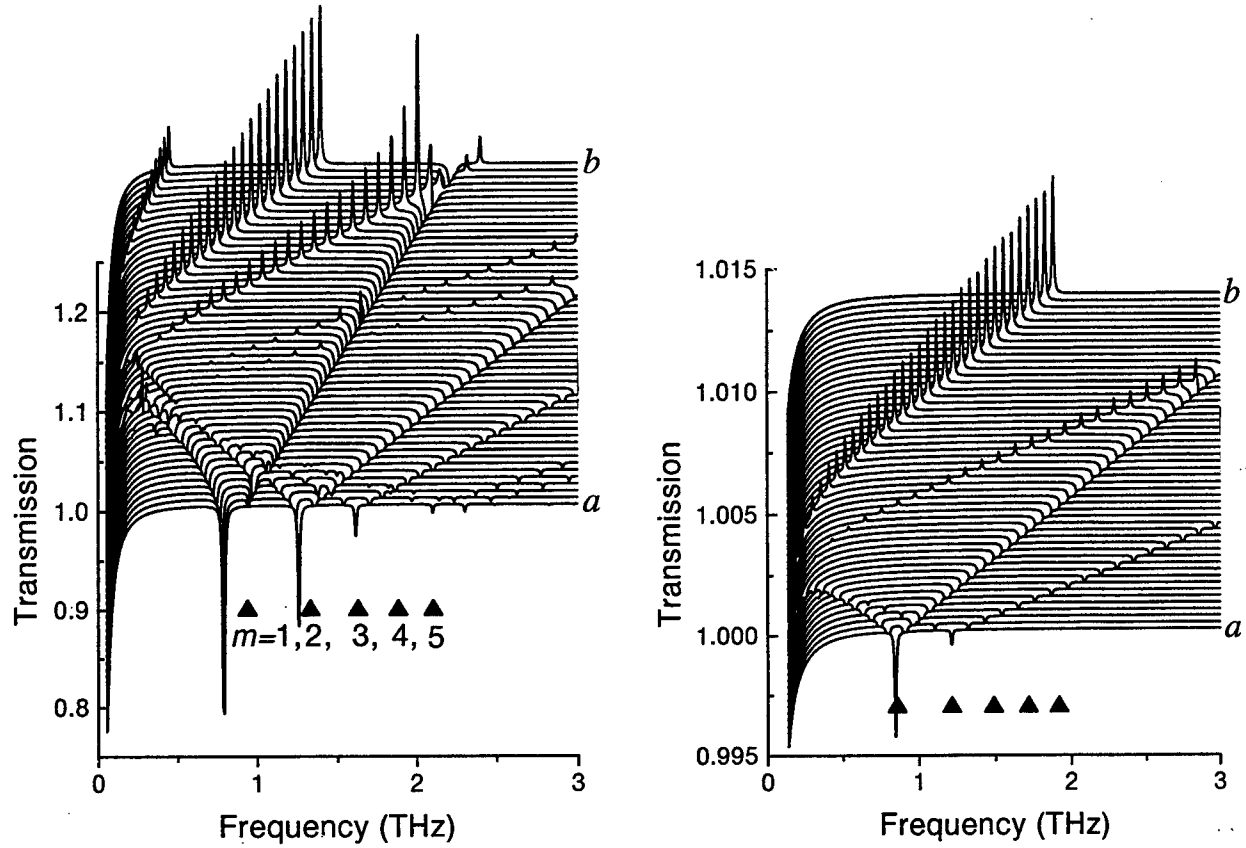 b
1.2
1.1
1.0
a
0.9
m=1, 2, 3, 4, 5
0.8
0 1 2 3
Transmission
Frequency (THz)
1.015
b
1.010
1.005
a
1.000
0.995
0 1 2 3
Transmission
Frequency (THz)